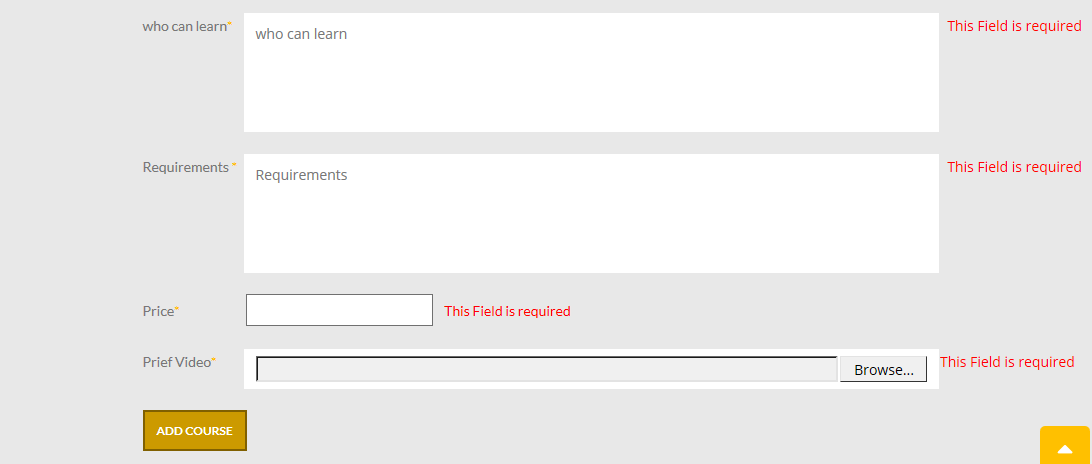 who can learn* who can learn This Field is required
Requirements * Requirements This Field is required
Price* This Field is required
Prief Video* Browse... This Field is required
ADD COURSE